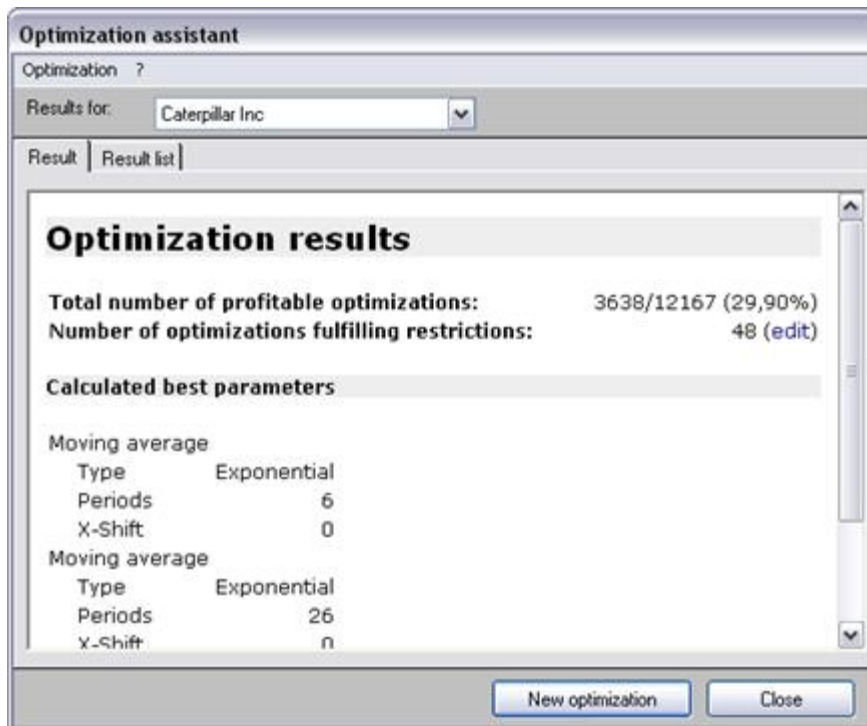 Optimization assistant
Optimization ?
Results for: Caterpillar Inc
Result Result list
Optimization results
Total number of profitable optimizations: 3638/12167 (29,90%)
Number of optimizations fulfilling restrictions: 48 (edit)
Calculated best parameters
Moving average
Type Exponential
Periods 6
X-Shift 0
Moving average
Type Exponential
Periods 26
X-Shift 0
New optimization Close